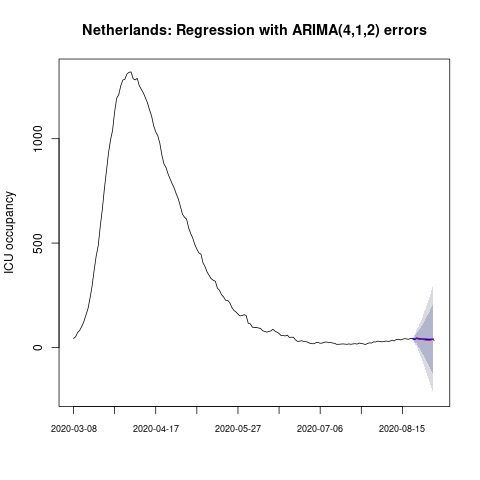 Netherlands: Regression with ARIMA(4,1,2) errors
ICU occupancy
1000
500
0
2020-03-08 2020-04-17 2020-05-27 2020-07-06 2020-08-15